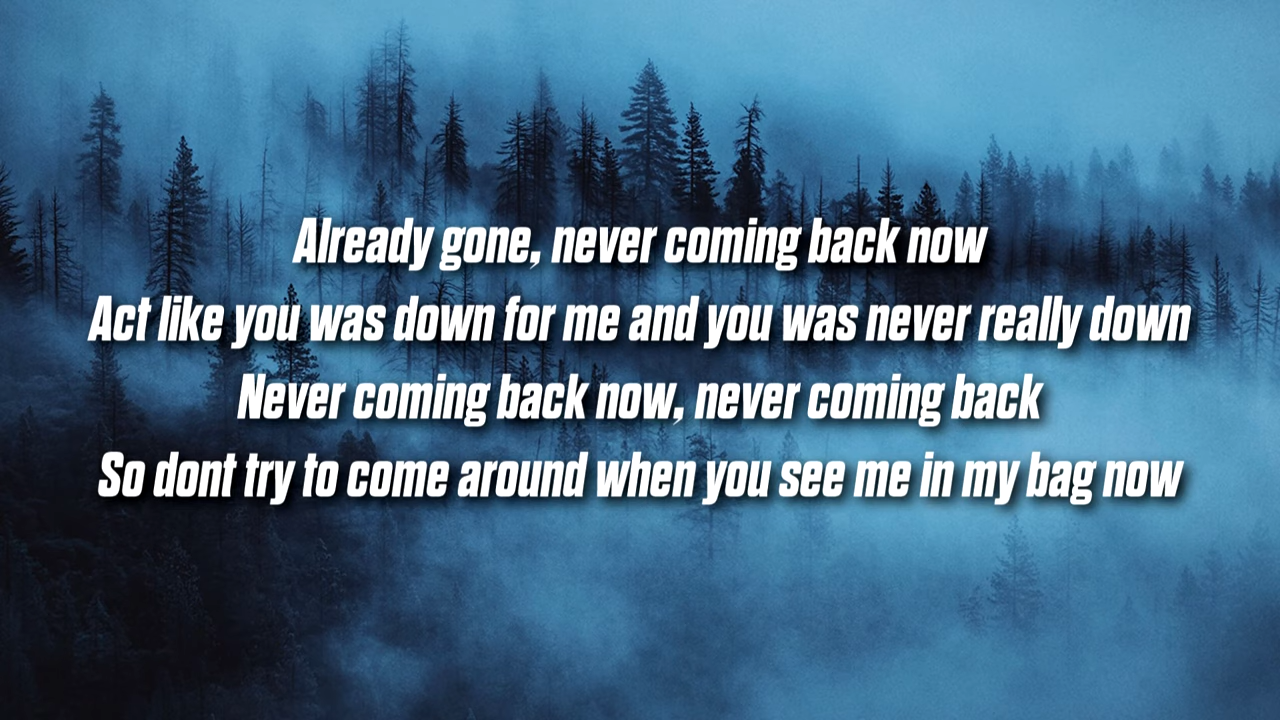 Already gone, never coming back now
Act like you was down for me and you was never really down
Never coming back now, never coming back
So dont try to come around when you see me in my bag now